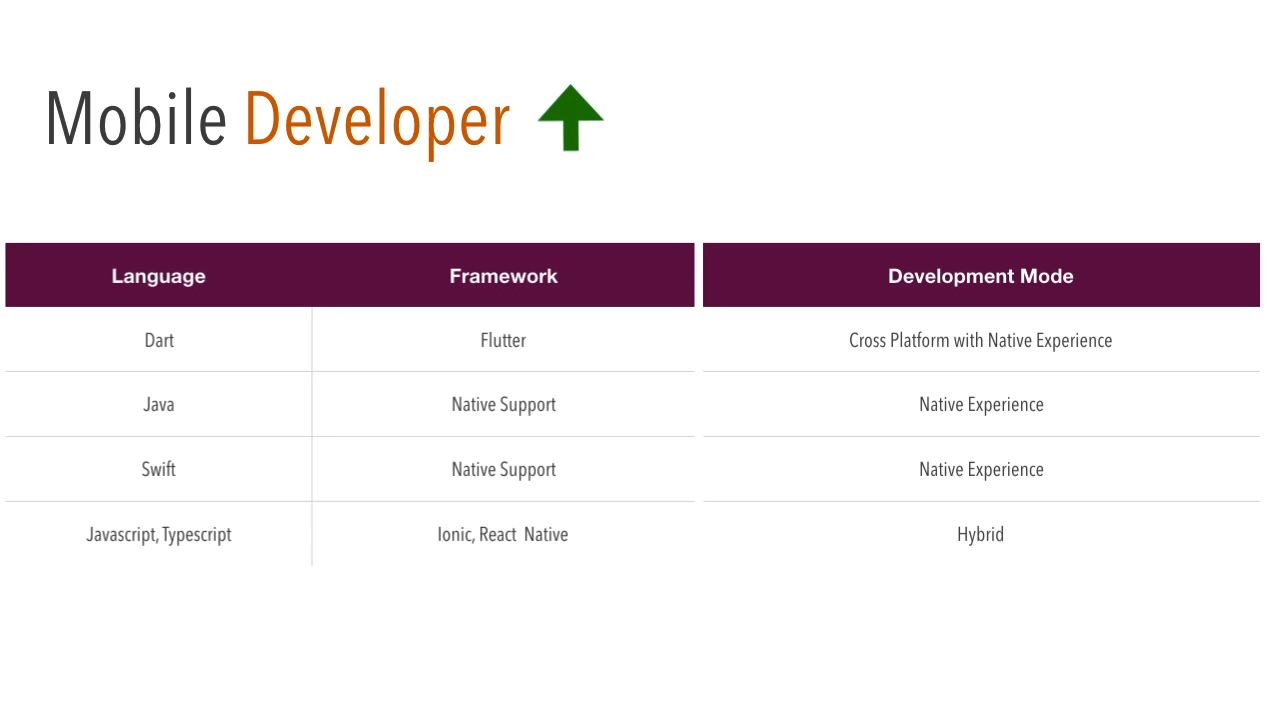 Mobile Developer
Language Framework Development Mode
Dart Flutter Cross Platform with Native Experience
Java Native Support Native Experience
Swift Native Support Native Experience
Javascript, Typescript Ionic, React Native Hybrid